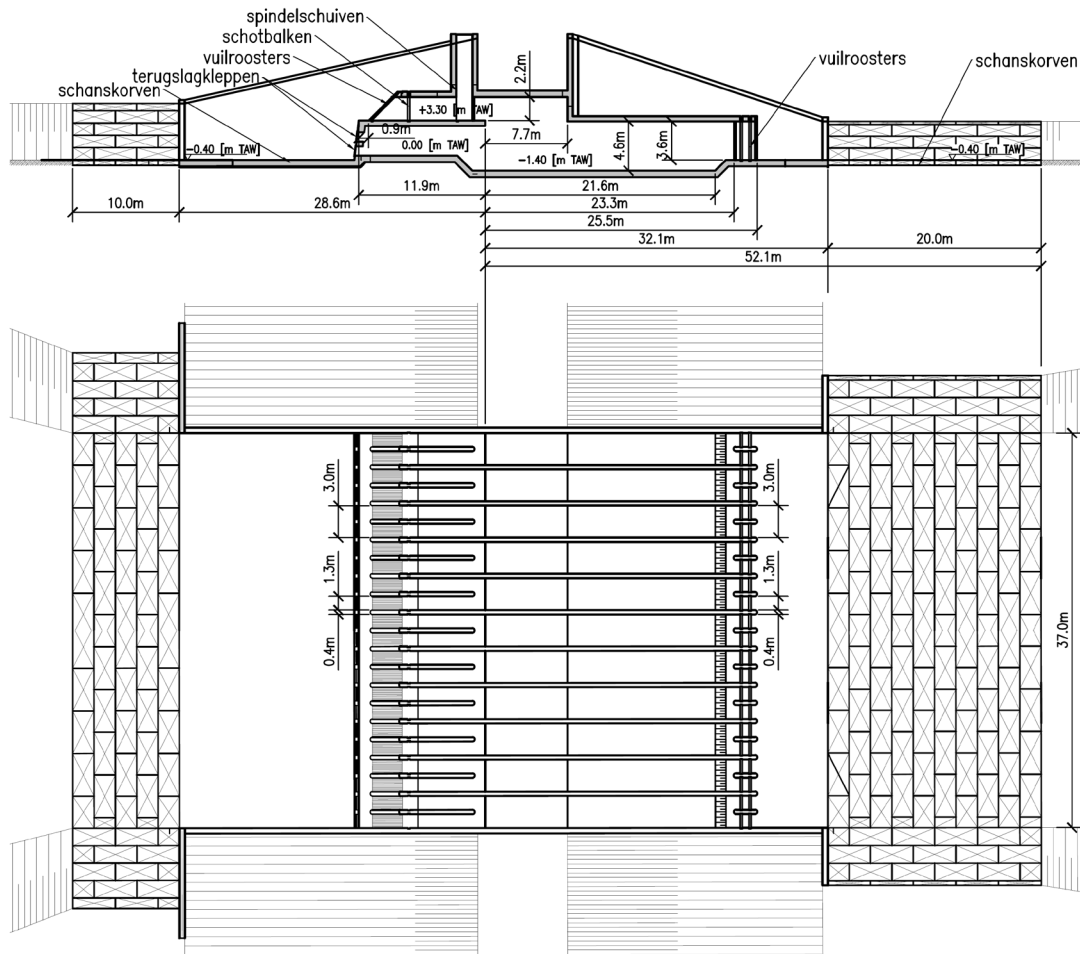 spindelschuiven
schotbalken
vuilroosters
terugslagkleppen
schanskorven
vuilroosters
schanskorven
2.2m
+3.30 [m TAW]
0.9m
0.00 [m TAW]
7.7m
-1.40 [m TAW]
4.6m
3.6m
-0.40 [m TAW]
-0.40 [m TAW]
11.9m
21.6m
10.0m
28.6m
23.3m
25.5m
32.1m
20.0m
52.1m
3.0m
3.0m
1.3m
1.3m
0.4m
0.4m
37.0m